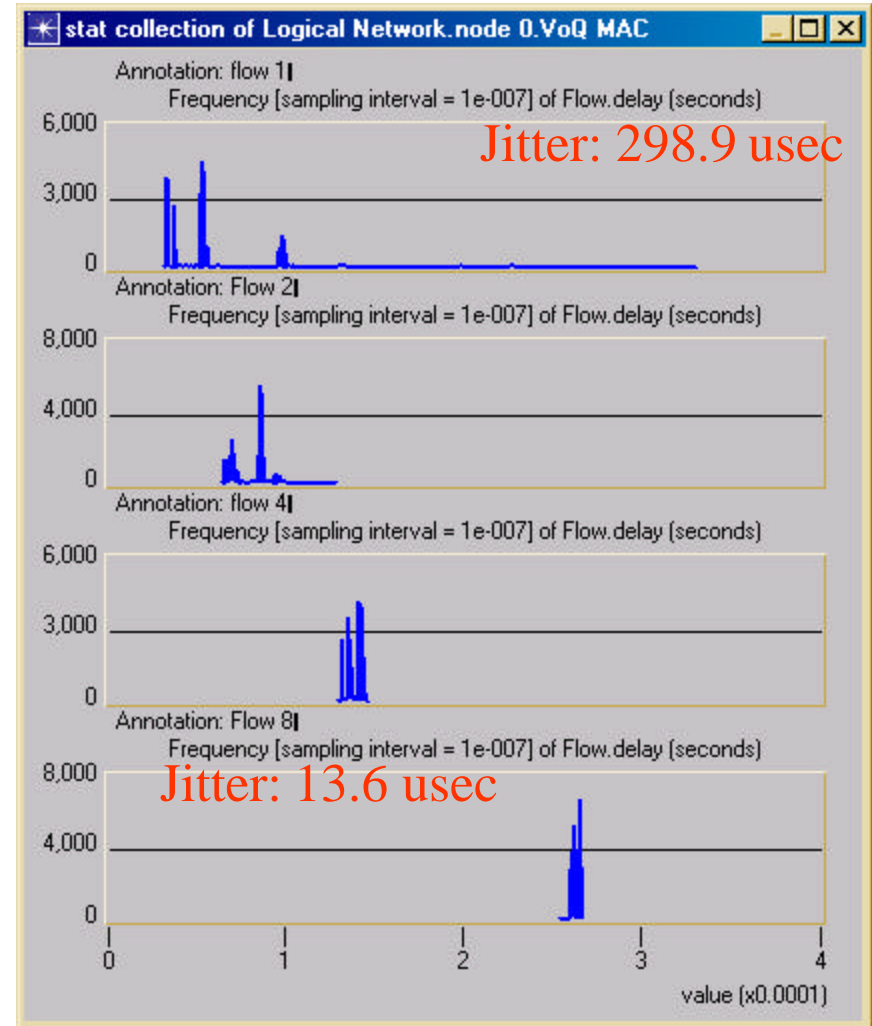 stat collection of Logical Network.node 0.VoQ MAC
Annotation: flow 1
Frequency [sampling interval = 1e-007] of Flow.delay (seconds)
6,000
Jitter: 298.9 usec
3,000
0
Annotation: Flow 2
Frequency [sampling interval = 1e-007] of Flow.delay (seconds)
8,000
4,000
0
Annotation: flow 4
Frequency [sampling interval = 1e-007] of Flow.delay (seconds)
6,000
3,000
0
Annotation: Flow 8
Frequency [sampling interval = 1e-007] of Flow.delay (seconds)
8,000
Jitter: 13.6 usec
4,000
0
0 1 2 3 4
value (x0.0001)